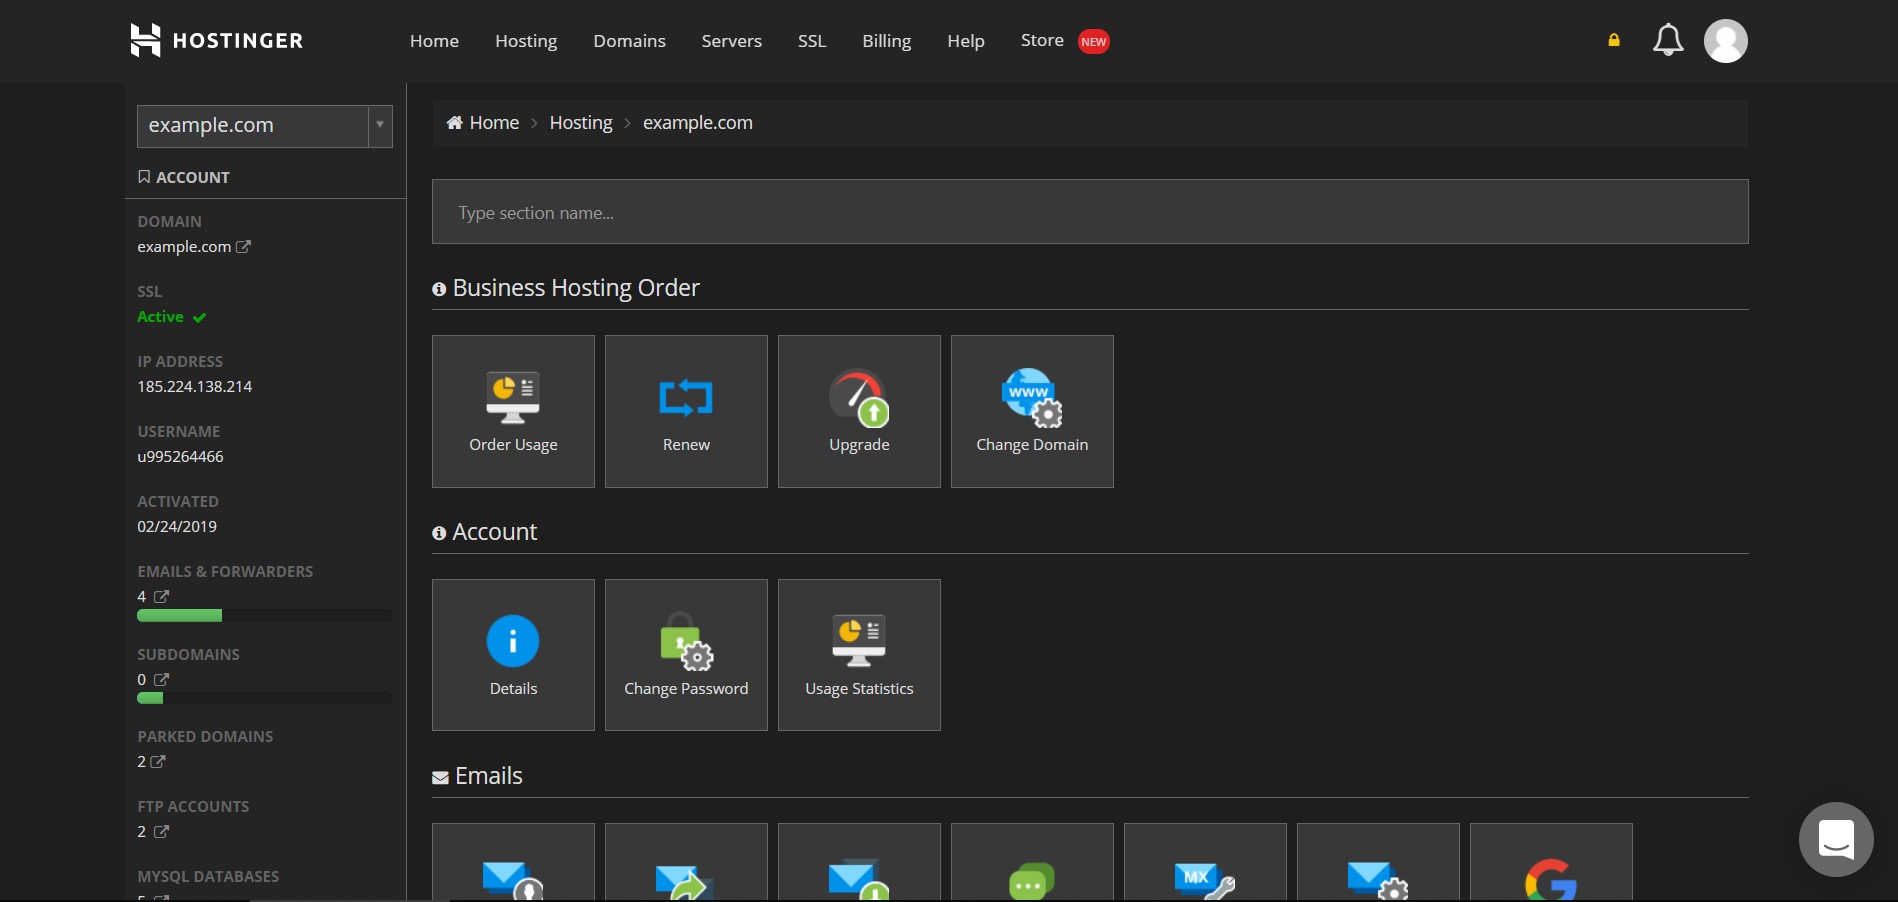 HOSTINGER
Home Hosting Domains Servers SSL Billing Help Store NEW
example.com
ACCOUNT
DOMAIN
example.com
SSL
Active
IP ADDRESS
185.224.138.214
USERNAME
u995264466
ACTIVATED
02/24/2019
EMAILS & FORWARDERS
4
SUBDOMAINS
0
PARKED DOMAINS
2
FTP ACCOUNTS
2
MYSQL DATABASES
Home > Hosting > example.com
Type section name...
Business Hosting Order
Order Usage
Renew
Upgrade
www
Change Domain
Account
Details
Change Password
Usage Statistics
Emails
MX